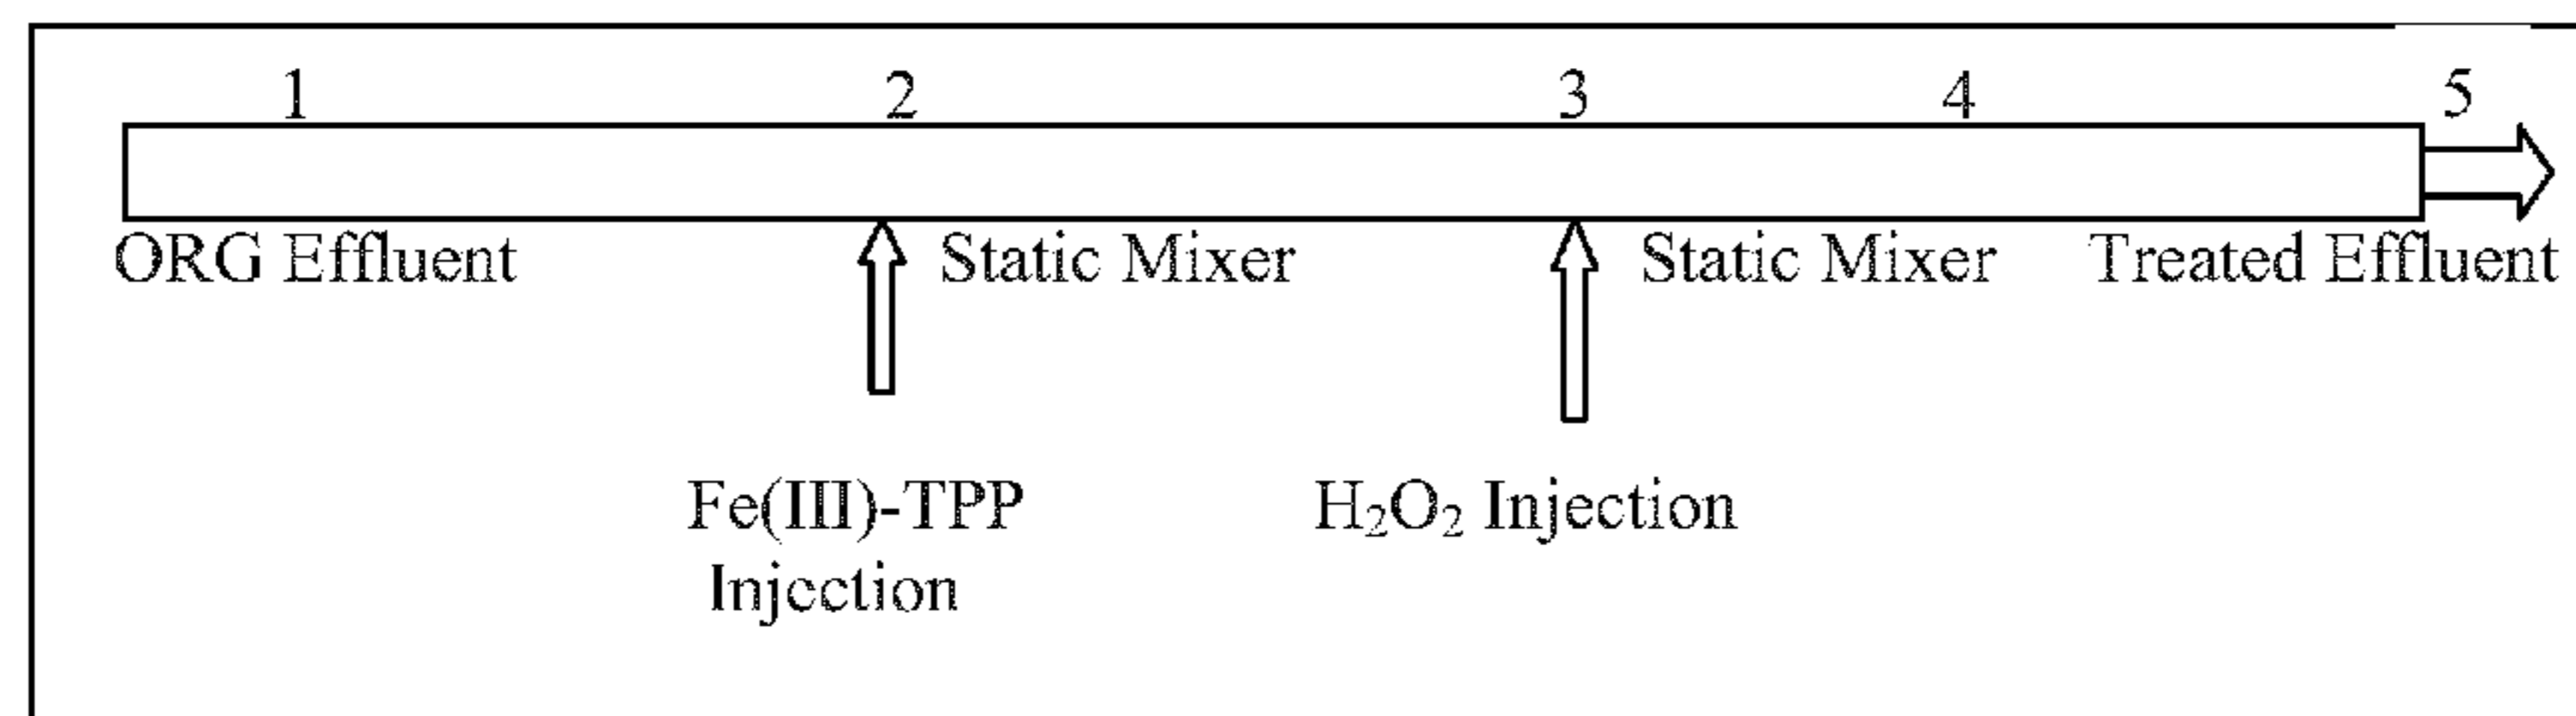 1 2 3 4 5
ORG Effluent Static Mixer Static Mixer Treated Effluent
Fe(III)-TPP H₂O₂ Injection
Injection